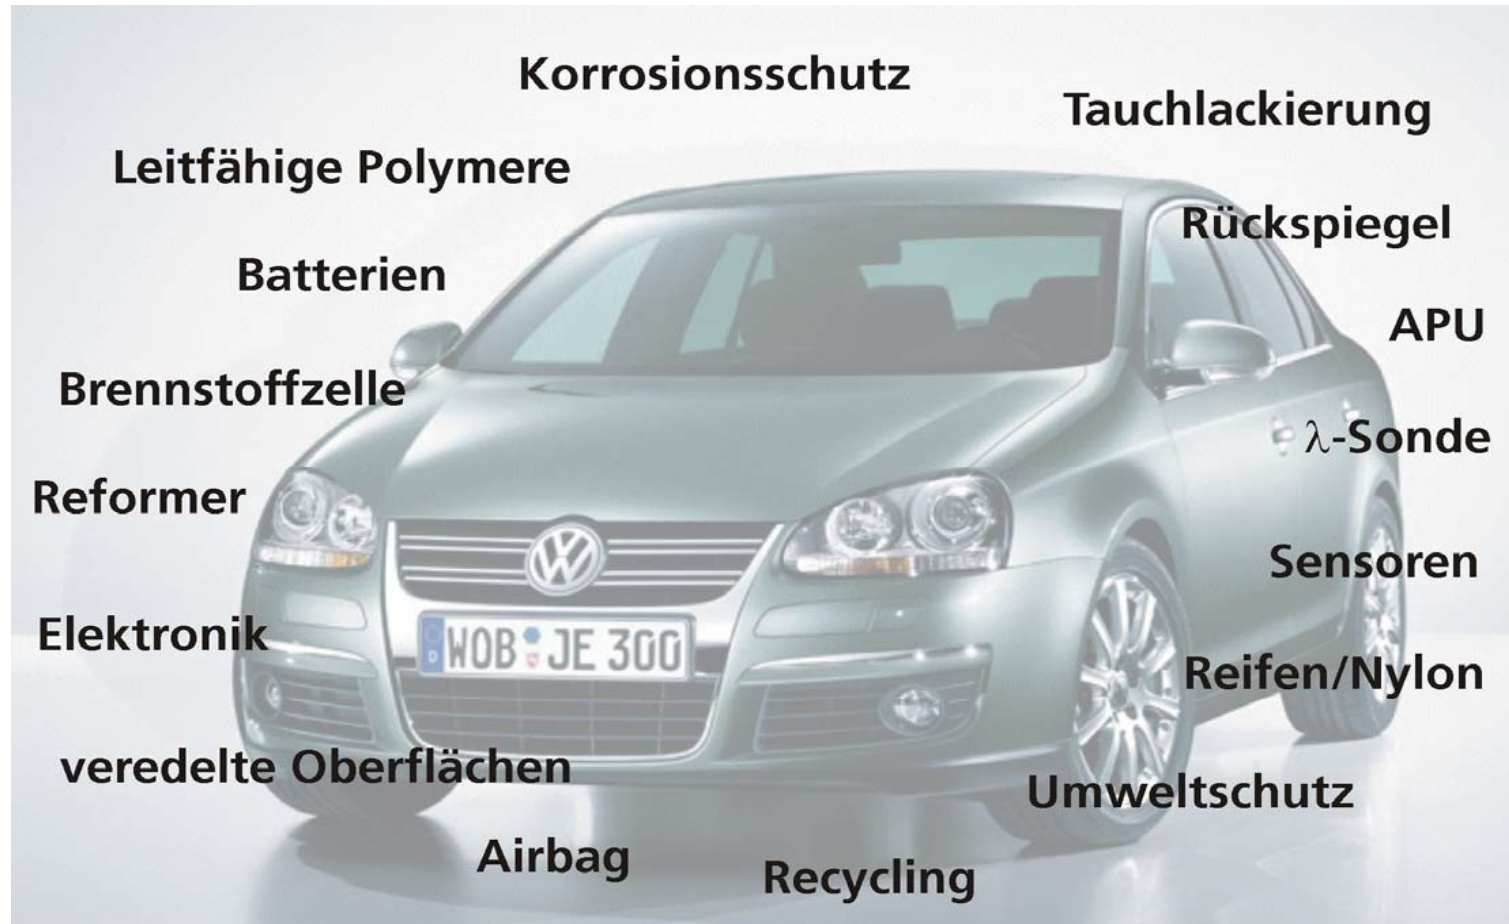 Korrosionsschutz
Tauchlackierung
Leitfähige Polymere
Rückspiegel
Batterien
APU
Brennstoffzelle
λ-Sonde
Reformer
Sensoren
WOB JE 300
D
Elektronik
Reifen/Nylon
veredelte Oberflächen
Umweltschutz
Airbag
Recycling